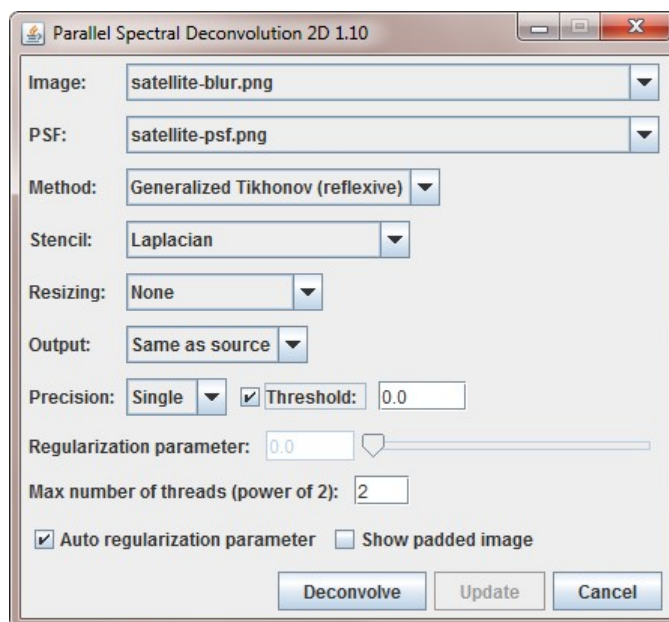 Parallel Spectral Deconvolution 2D 1.10
Image: satellite-blur.png
PSF: satellite-psf.png
Method: Generalized Tikhonov (reflexive)
Stencil: Laplacian
Resizing: None
Output: Same as source
Precision: Single Threshold: 0.0
Regularization parameter: 0.0
Max number of threads (power of 2): 2
Auto regularization parameter Show padded image
Deconvolve Update Cancel